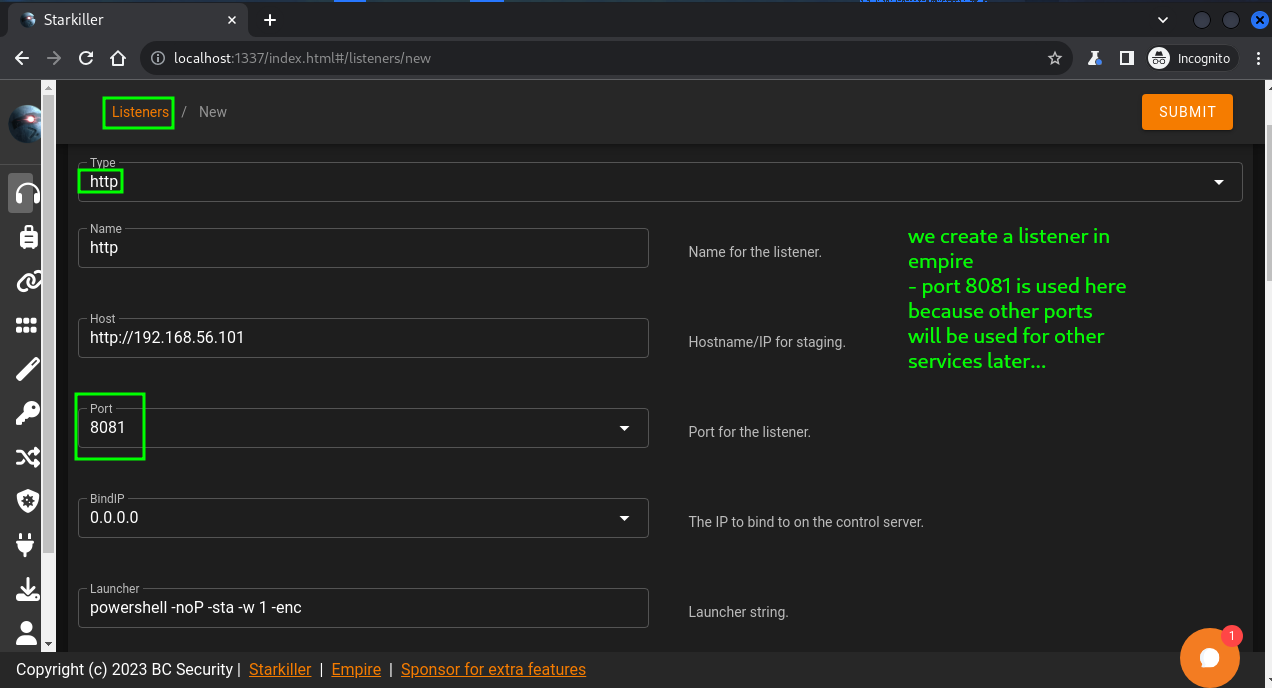 Starkiller
localhost:1337/index.html#/listeners/new
Incognito
Listeners / New
SUBMIT
Type
http
Name
http
Name for the listener.
we create a listener in
empire
- port 8081 is used here
because other ports
will be used for other
services later...
Host
http://192.168.56.101
Hostname/IP for staging.
Port
8081
Port for the listener.
BindIP
0.0.0.0
The IP to bind to on the control server.
Launcher
powershell -noP -sta -w 1 -enc
Launcher string.
1
Copyright (c) 2023 BC Security | Starkiller | Empire | Sponsor for extra features